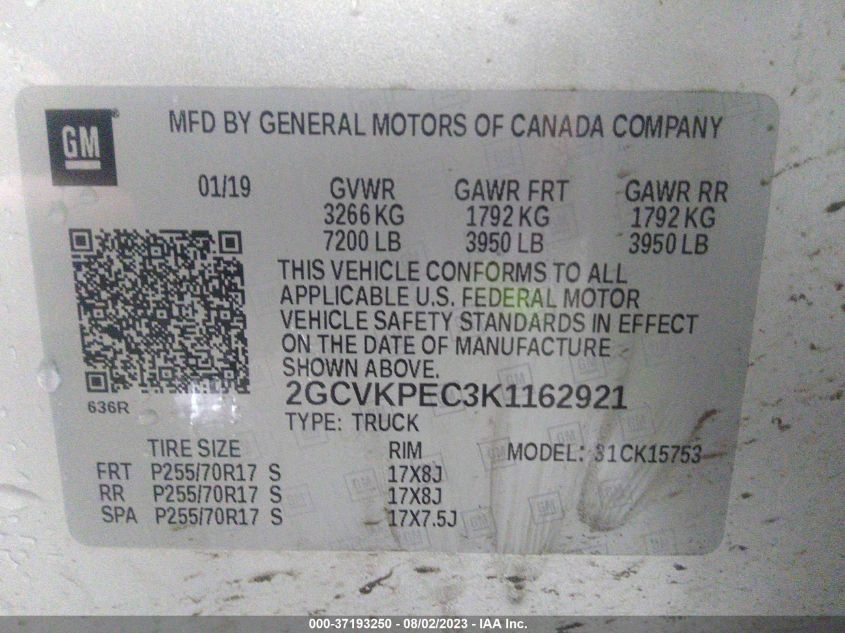 GM
MFD BY GENERAL MOTORS OF CANADA COMPANY
01/19 GVWR GAWR FRT GAWR RR
3266 KG 1792 KG 1792 KG
7200 LB 3950 LB 3950 LB
THIS VEHICLE CONFORMS TO ALL
APPLICABLE U.S. FEDERAL MOTOR
VEHICLE SAFETY STANDARDS IN EFFECT
ON THE DATE OF MANUFACTURE
SHOWN ABOVE.
636R
2GCVKPEC3K1162921
TYPE: TRUCK
TIRE SIZE RIM MODEL: 31CK15753
FRT P255/70R17 S 17X8J
RR P255/70R17 S 17X8J
SPA P255/70R17 S 17X7.5J
000-37193250 - 08/02/2023 - IAA Inc.